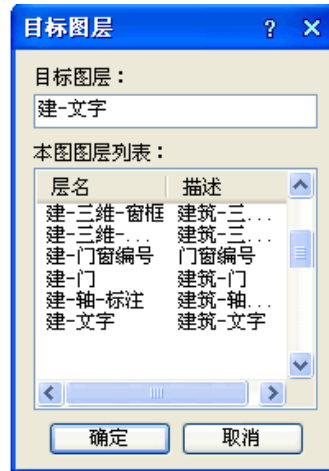 目标图层 ? ×
目标图层：
建-文字
本图图层列表：
层名 描述
建-三维-窗框 建筑-三...
建-三维-... 建筑-三...
建-门窗编号 门窗编号
建-门 建筑-门
建-轴-标注 建筑-轴...
建-文字 建筑-文字
确定 取消